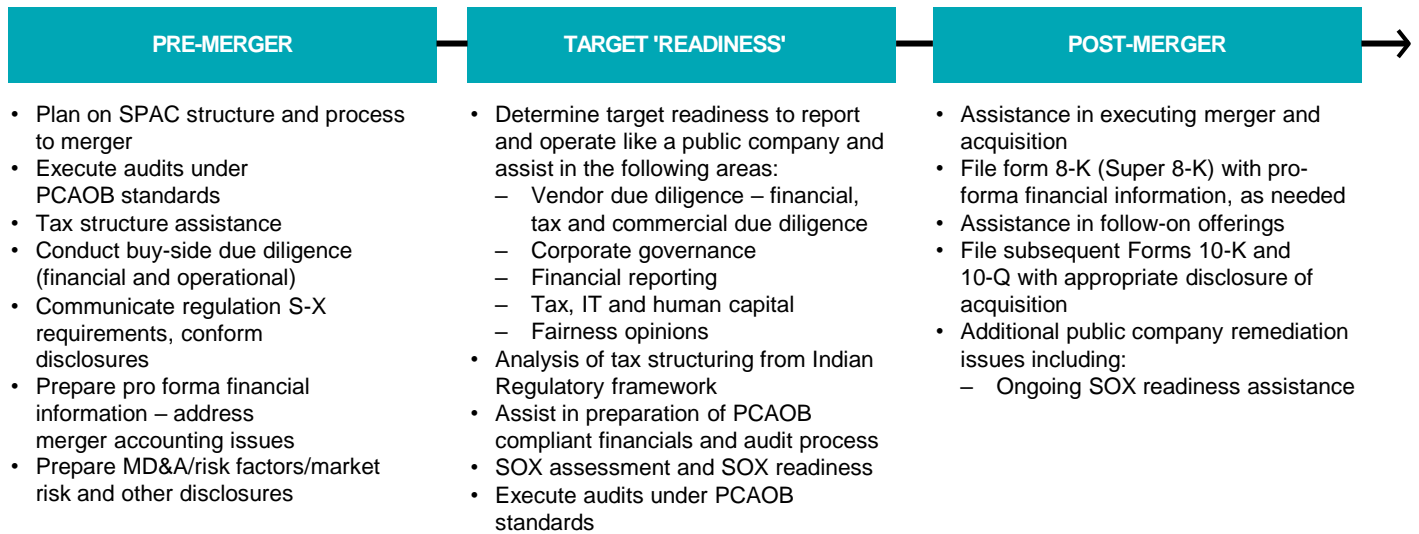 PRE-MERGER
• Plan on SPAC structure and process
to merger
• Execute audits under
PCAOB standards
• Tax structure assistance
• Conduct buy-side due diligence
(financial and operational)
• Communicate regulation S-X
requirements, conform
disclosures
• Prepare pro forma financial
information – address
merger accounting issues
• Prepare MD&A/risk factors/market
risk and other disclosures
TARGET 'READINESS'
• Determine target readiness to report
and operate like a public company and
assist in the following areas:
– Vendor due diligence – financial,
tax and commercial due diligence
– Corporate governance
– Financial reporting
– Tax, IT and human capital
– Fairness opinions
• Analysis of tax structuring from Indian
Regulatory framework
• Assist in preparation of PCAOB
compliant financials and audit process
• SOX assessment and SOX readiness
• Execute audits under PCAOB
standards
POST-MERGER
• Assistance in executing merger and
acquisition
• File form 8-K (Super 8-K) with pro-
forma financial information, as needed
• Assistance in follow-on offerings
• File subsequent Forms 10-K and
10-Q with appropriate disclosure of
acquisition
• Additional public company remediation
issues including:
– Ongoing SOX readiness assistance